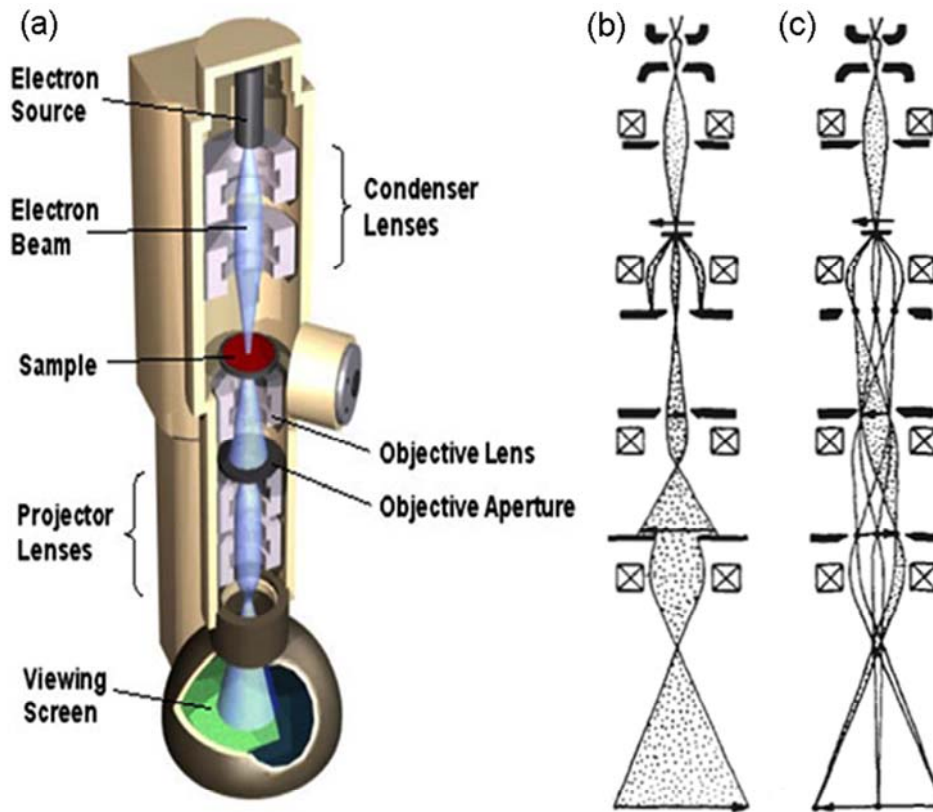 (a)
(b)
(c)
Electron
Source
Condenser
Lenses
Electron
Beam
Sample
Objective Lens
Objective Aperture
Projector
Lenses
Viewing
Screen